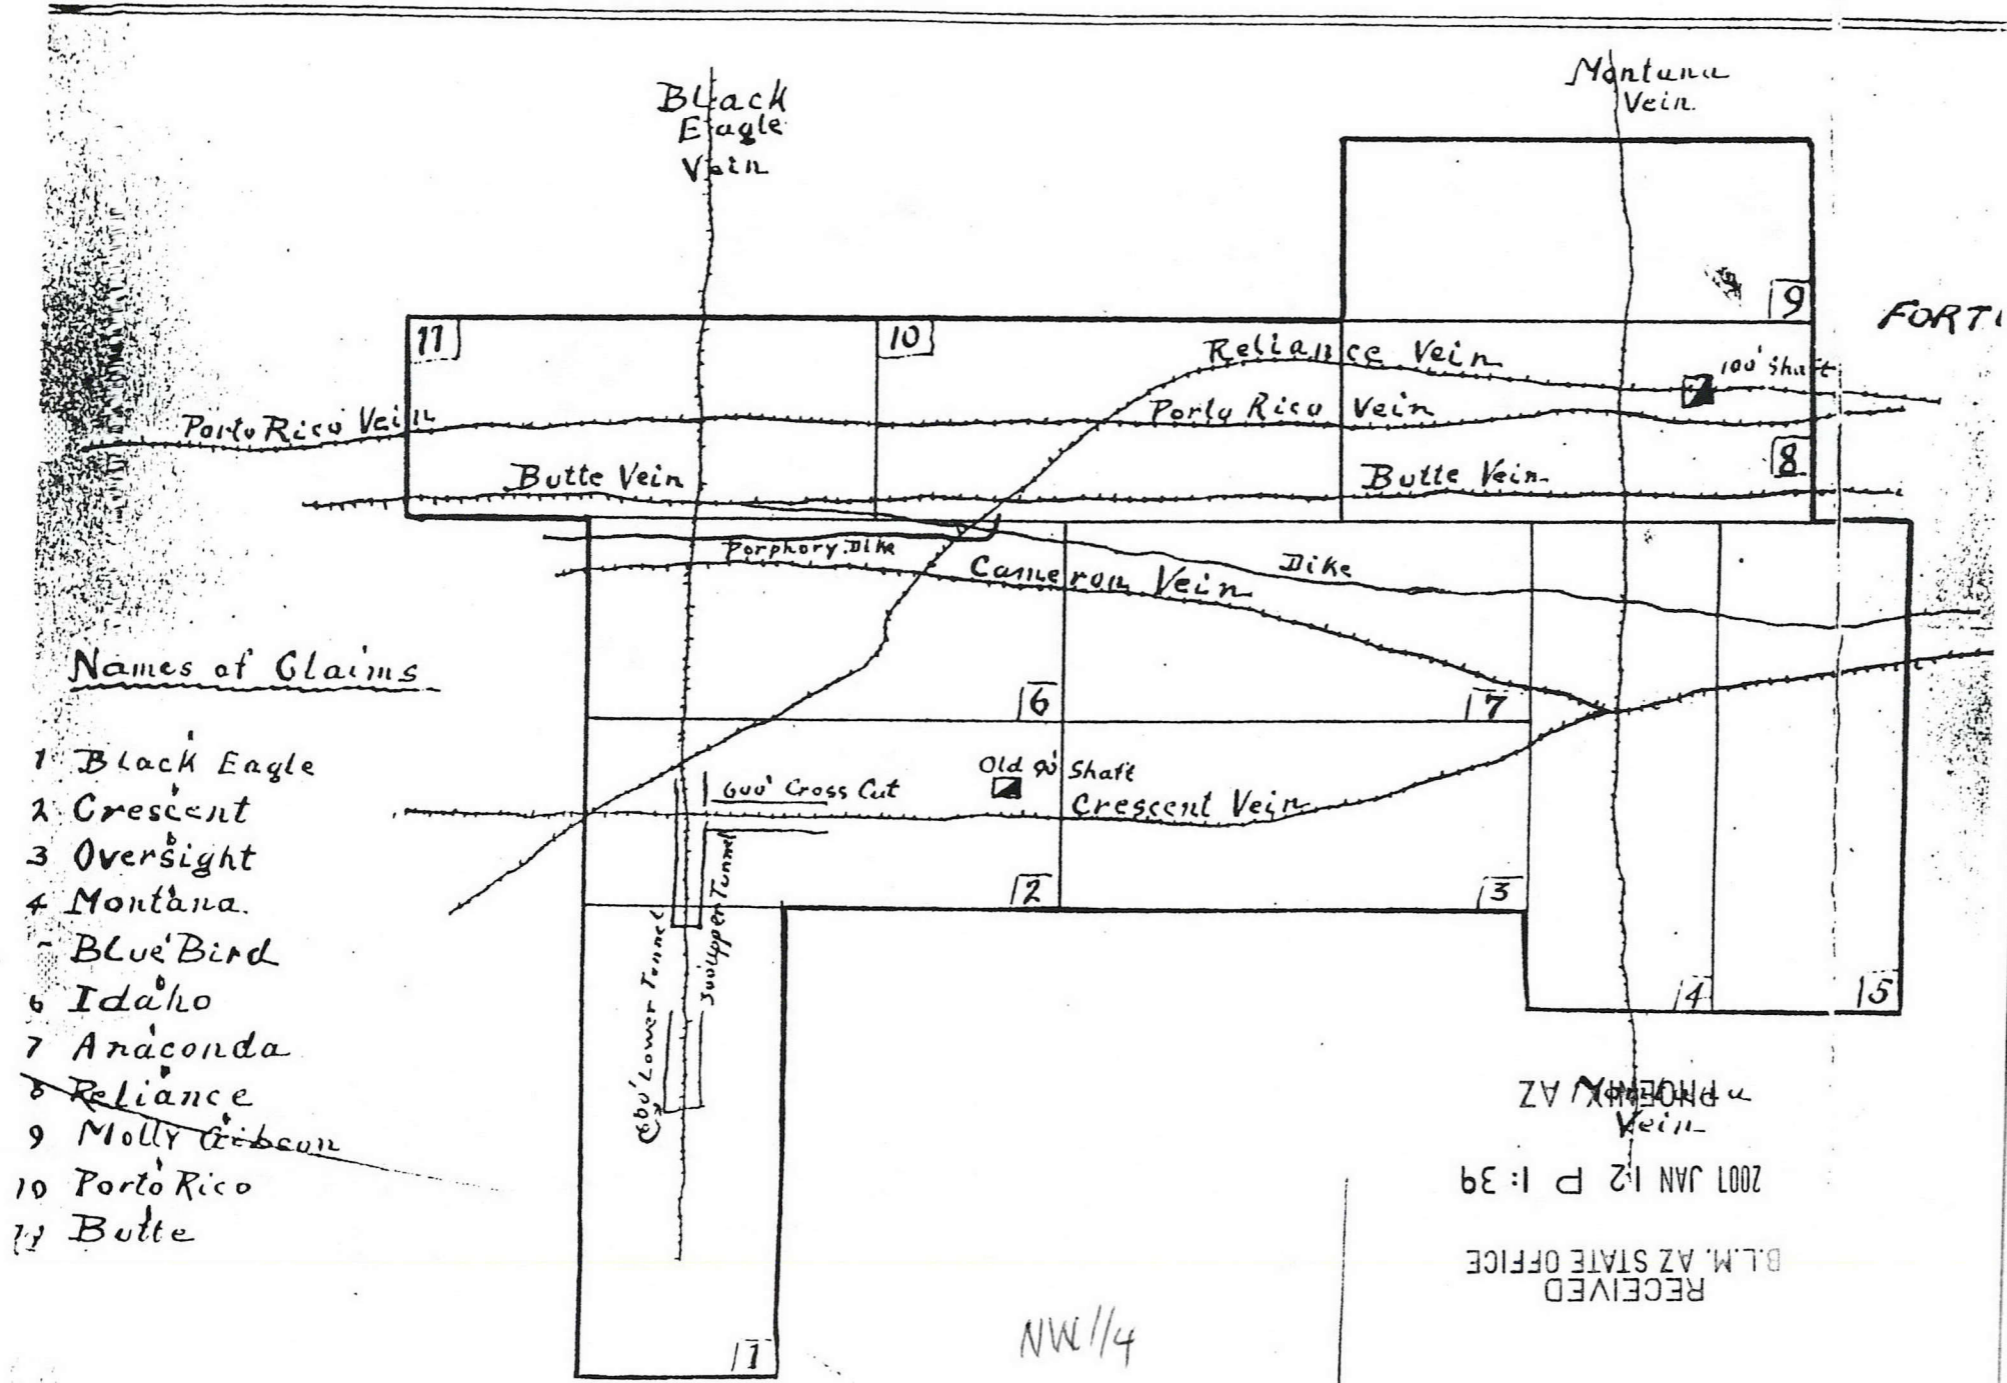 Black
Eagle
Vein
Montana
Vein.
9
FORT
11
10
Reliance Vein
100' Shaft
Porto Rico Vein
Porto Rico Vein
8
Butte Vein
Butte Vein
Porphory Dike
Cameron Vein
Dike
6
7
Old 90' Shaft
600' Cross Cut
Crescent Vein
2
3
300' Upper Tunnel
Lower Tunnel
4
5
1
Names of Claims
1 Black Eagle
2 Crescent
3 Oversight
4 Montana.
Blue Bird
6 Idaho
7 Anaconda
8 Reliance
9 Molly Gibson
10 Porto Rico
11 Butte
Montana
Vein
NW1/4
RECEIVED
B.L.M. AZ STATE OFFICE
2001 JAN 12 P 1:39
PHOENIX, AZ